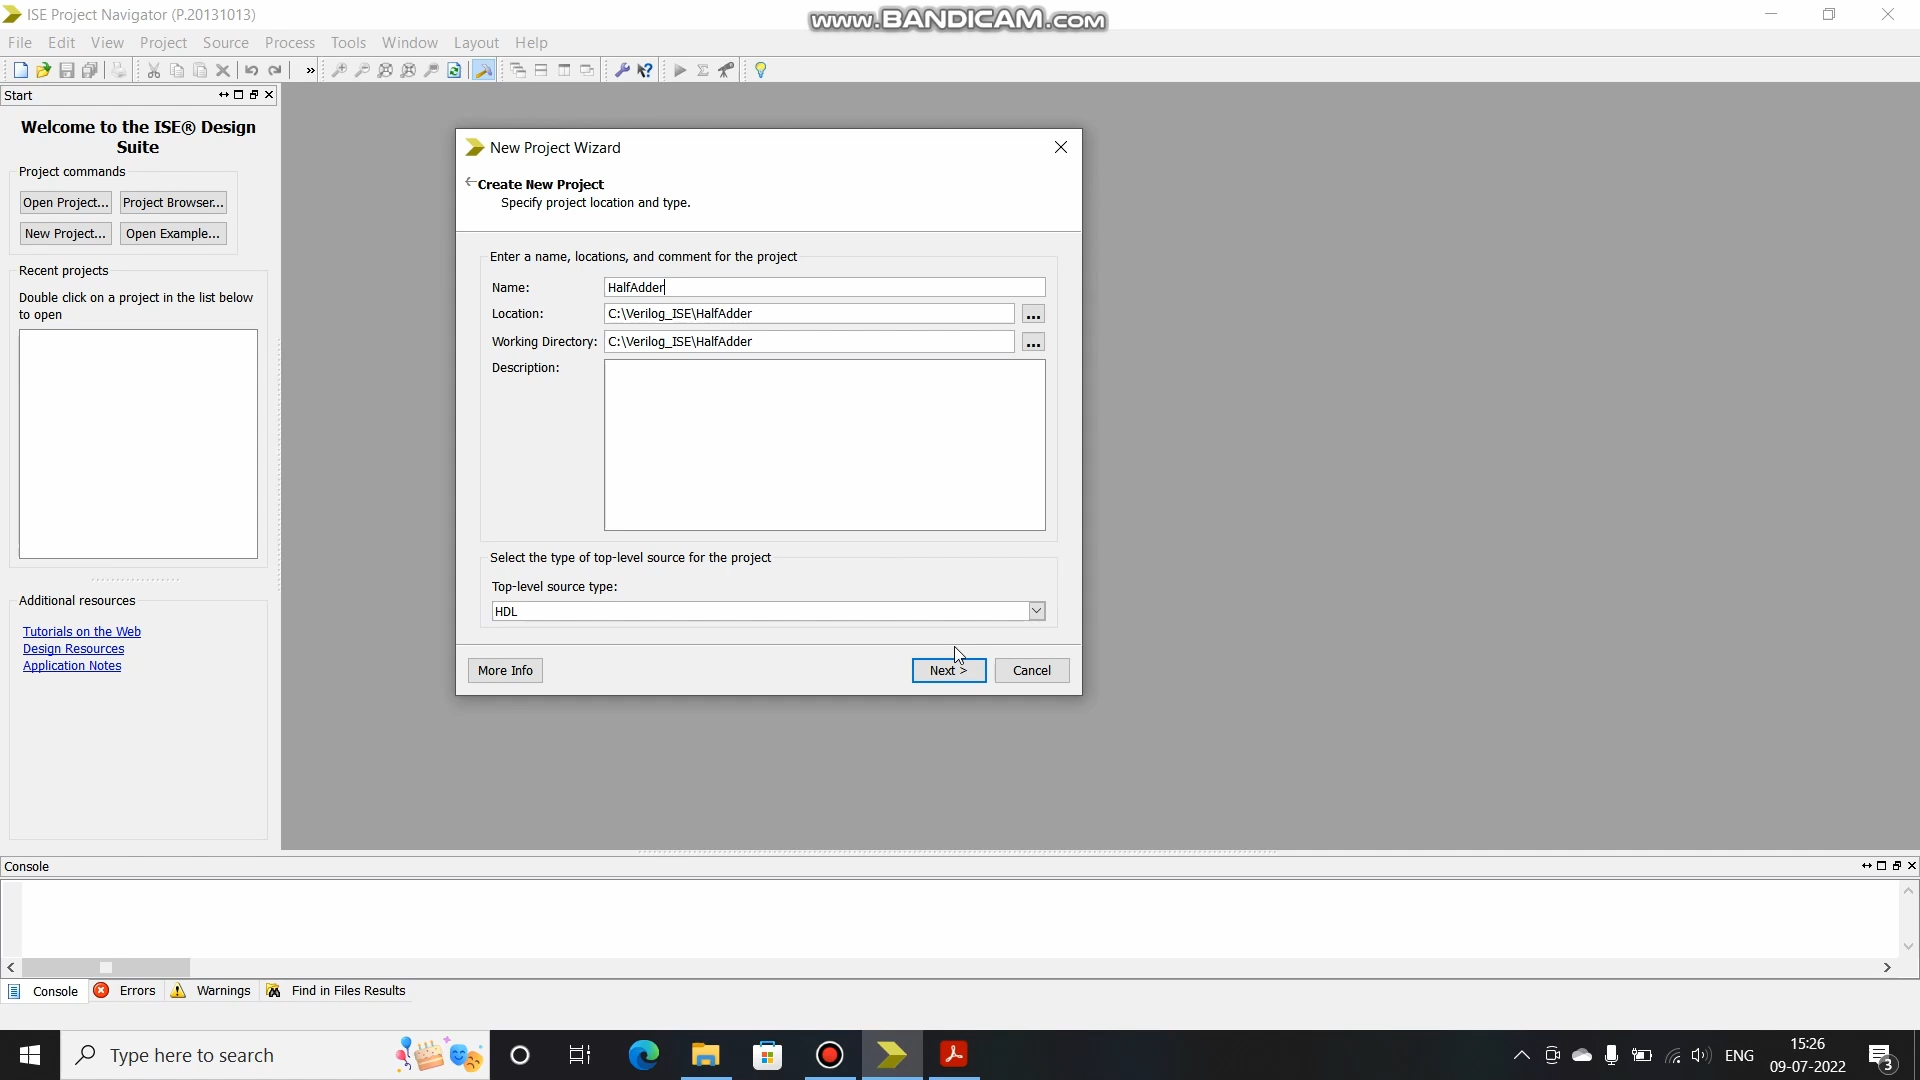 ISE Project Navigator (P.20131013)
www.BANDICAM.com
File Edit View Project Source Process Tools Window Layout Help
Start
Welcome to the ISE® Design
Suite
Project commands
Open Project... Project Browser...
New Project... Open Example...
Recent projects
Double click on a project in the list below
to open
Additional resources
Tutorials on the Web
Design Resources
Application Notes
New Project Wizard
Create New Project
Specify project location and type.
Enter a name, locations, and comment for the project
Name: HalfAdder
Location: C:\Verilog_ISE\HalfAdder ...
Working Directory: C:\Verilog_ISE\HalfAdder ...
Description:
Select the type of top-level source for the project
Top-level source type:
HDL
More Info Next > Cancel
Console
Console Errors Warnings Find in Files Results
Type here to search
ENG
15:26
09-07-2022
3